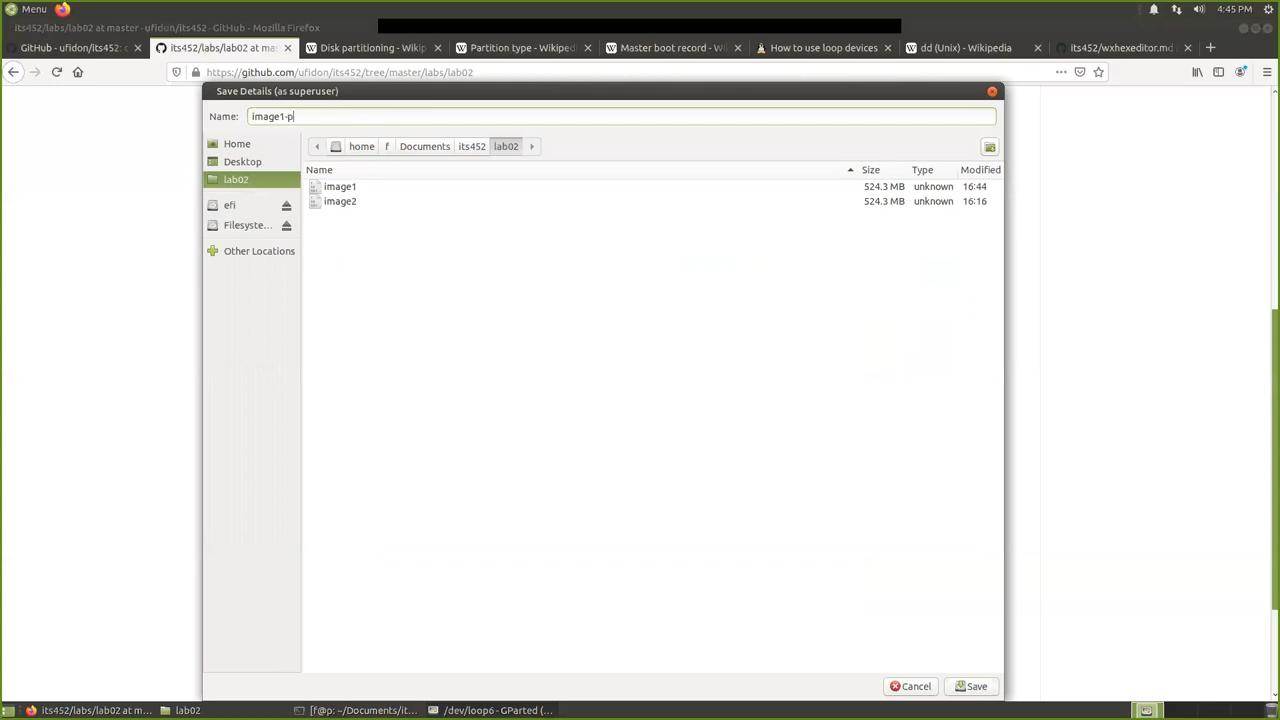 Menu 4:45 PM
its452/labs/lab02 at master · ufidon/its452 · GitHub - Mozilla Firefox
GitHub - ufidon/its452: c
its452/labs/lab02 at mas
Disk partitioning - Wikip
Partition type - Wikiped
Master boot record - Wi
How to use loop devices
dd (Unix) - Wikipedia
its452/wxhexeditor.md
https://github.com/ufidon/its452/tree/master/labs/lab02
Save Details (as superuser)
Name: image1-p
Home
Desktop
lab02
efi
Filesyste...
Other Locations
home f Documents its452 lab02
Name Size Type Modified
image1 524.3 MB unknown 16:44
image2 524.3 MB unknown 16:16
Cancel Save
its452/labs/lab02 at m... lab02 [f@p: ~/Documents/it... /dev/loop6 - GParted (...